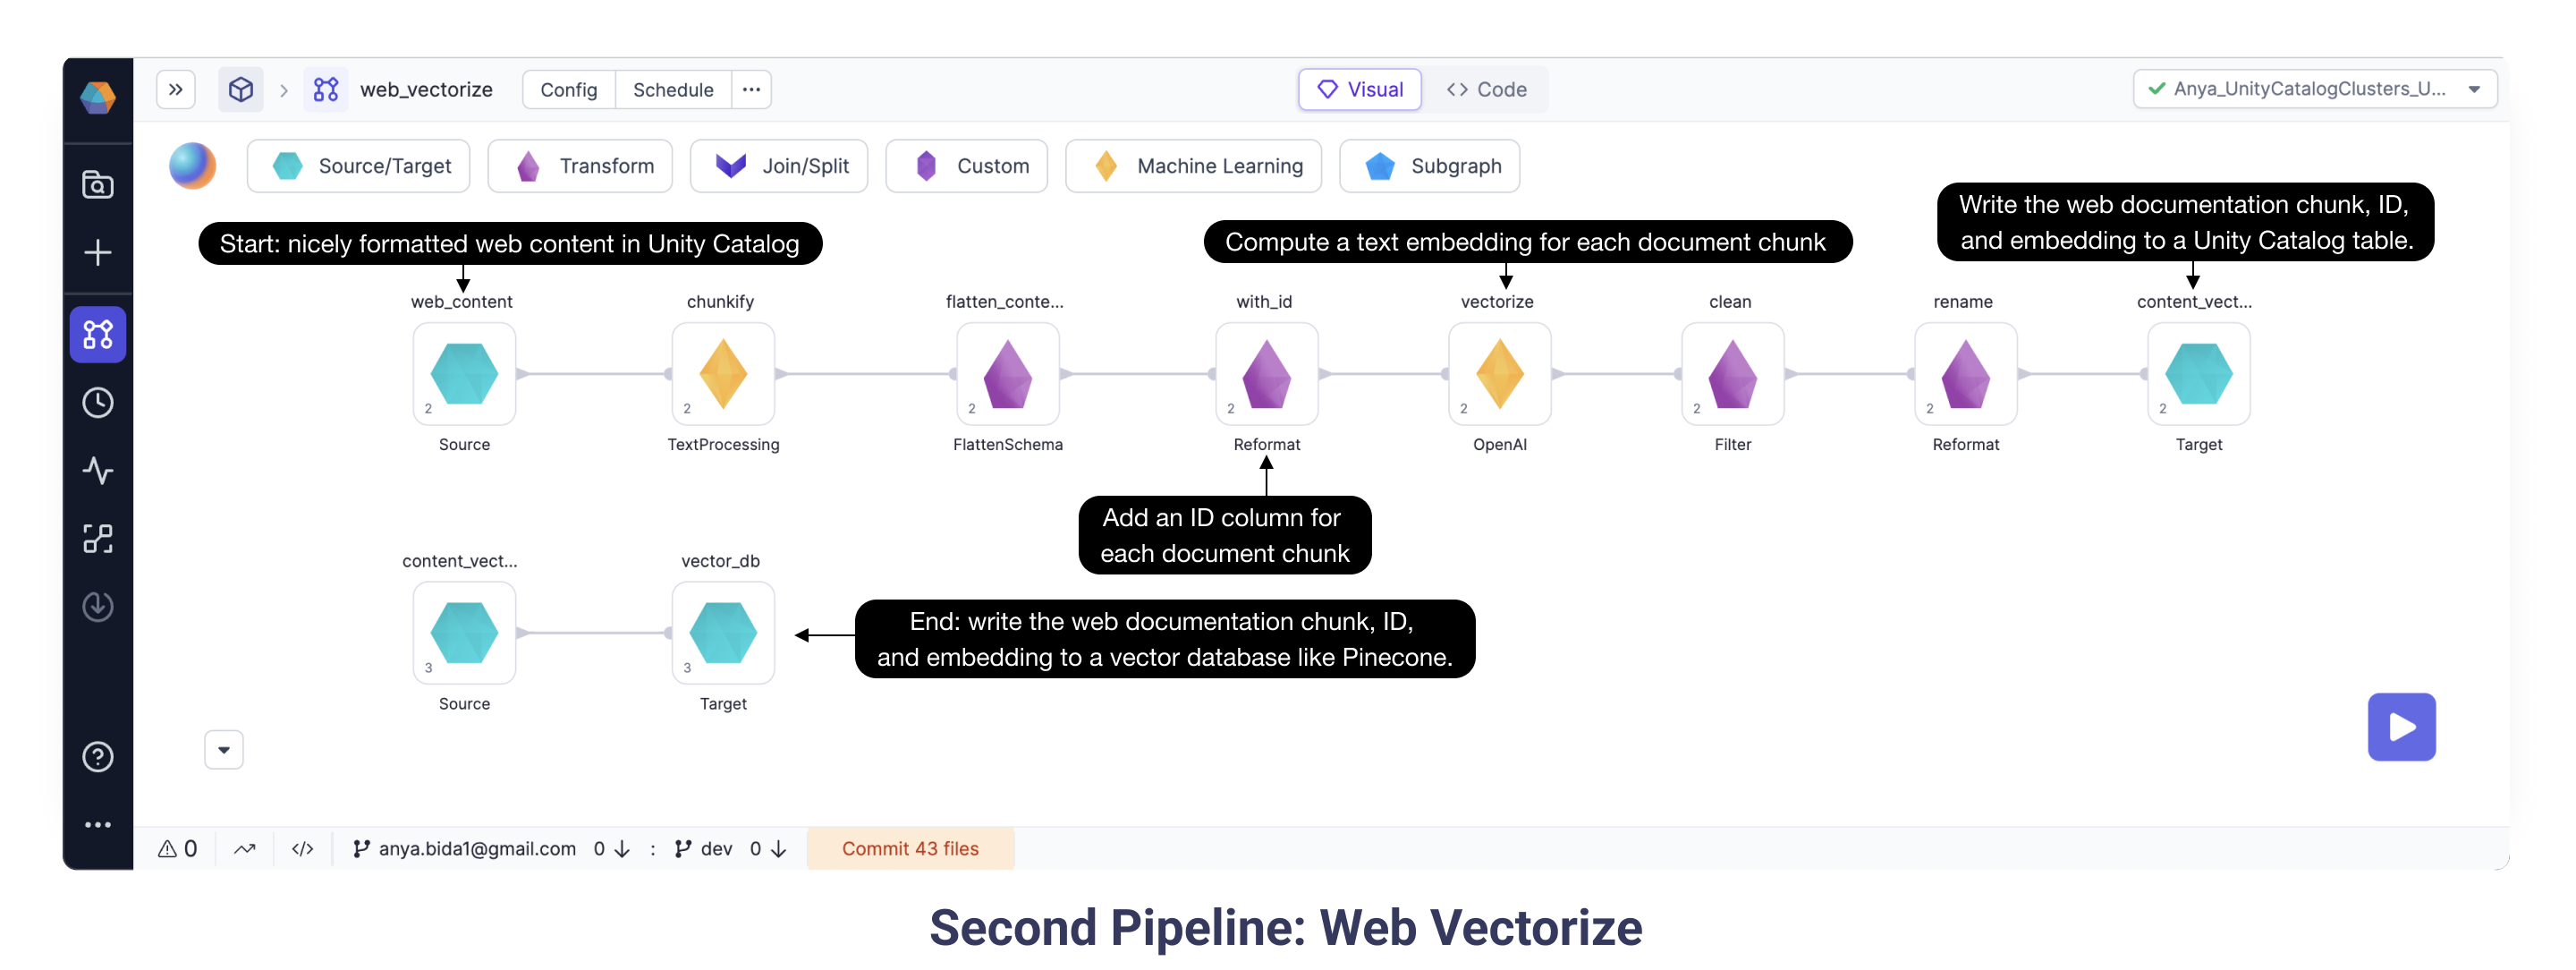 web_vectorize
Config
Schedule
...
Visual
<> Code
Anya_UnityCatalogClusters_U...
Source/Target
Transform
Join/Split
Custom
Machine Learning
Subgraph
Start: nicely formatted web content in Unity Catalog
Compute a text embedding for each document chunk
Write the web documentation chunk, ID,
and embedding to a Unity Catalog table.
web_content
chunkify
flatten_conte...
with_id
vectorize
clean
rename
content_vect...
2
2
2
2
2
2
2
2
Source
TextProcessing
FlattenSchema
Reformat
OpenAI
Filter
Reformat
Target
Add an ID column for
each document chunk
content_vect...
vector_db
3
3
Source
Target
End: write the web documentation chunk, ID,
and embedding to a vector database like Pinecone.
0
</>
anya.bida1@gmail.com 0 ↓ : dev 0 ↓
Commit 43 files
Second Pipeline: Web Vectorize